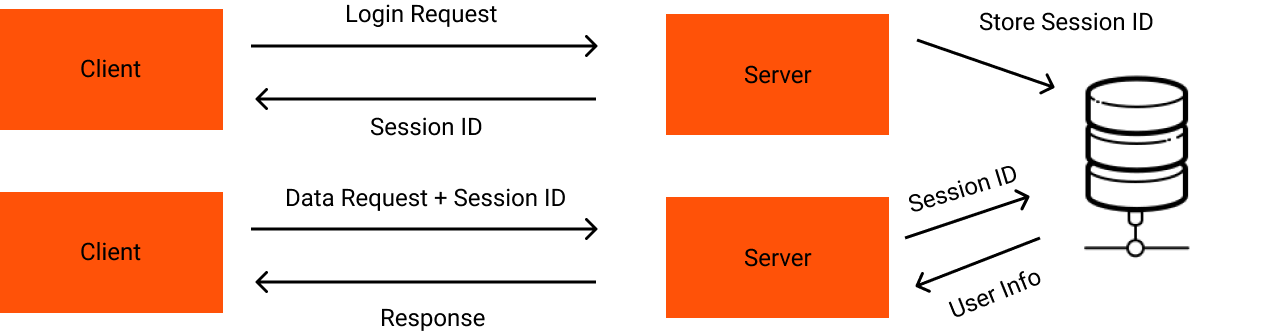 Login Request
Store Session ID
Client
Server
Session ID
Data Request + Session ID
Session ID
Client
Server
User Info
Response